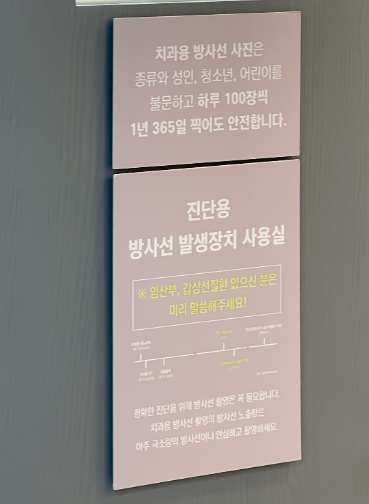 치과용 방사선 사진은
종류와 성인, 청소년, 어린이를
불문하고 하루 100장씩
1년 365일 찍어도 안전합니다.
진단용
방사선 발생장치 사용실
※ 임산부, 갑상선질환 있으신 분은
미리 말씀해주세요!
정확한 진단을 위해 방사선 촬영은 꼭 필요합니다.
치과용 방사선 촬영의 방사선 노출량은
아주 극소량의 방사선이니 안심하고 촬영하세요.